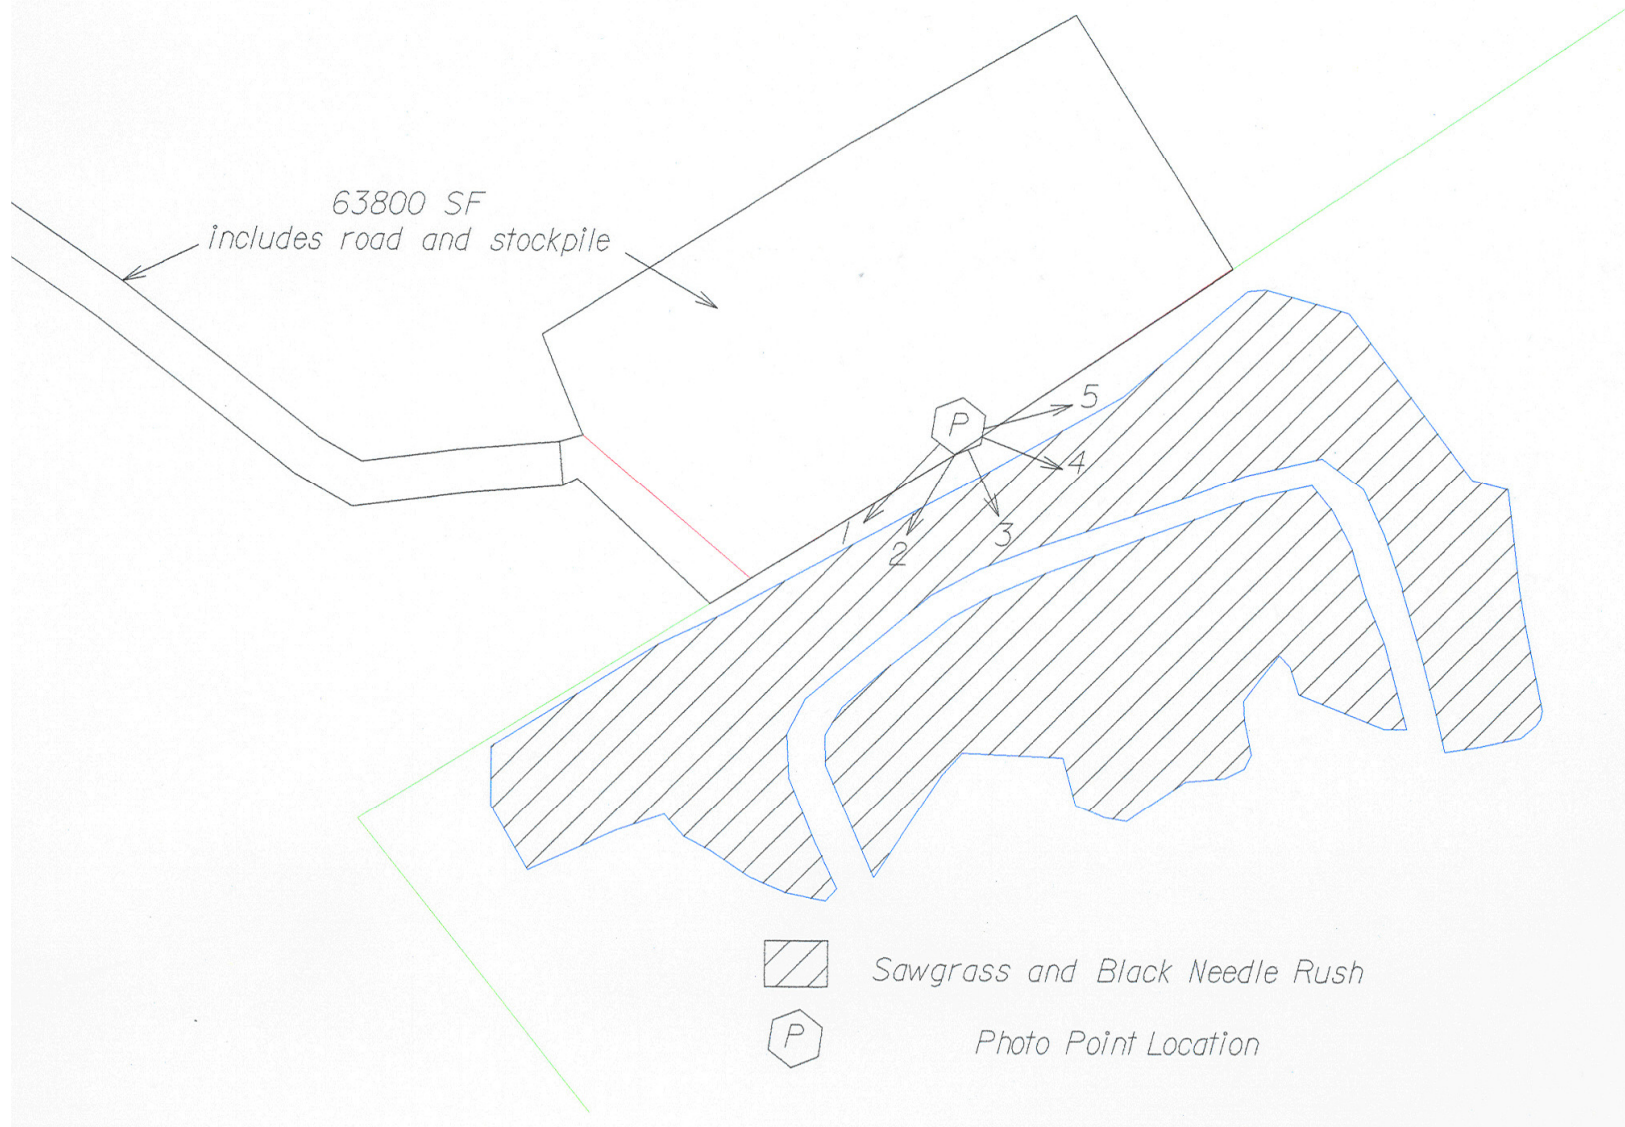 63800 SF
includes road and stockpile
P
5
4
3
2
1
Sawgrass and Black Needle Rush
P
Photo Point Location